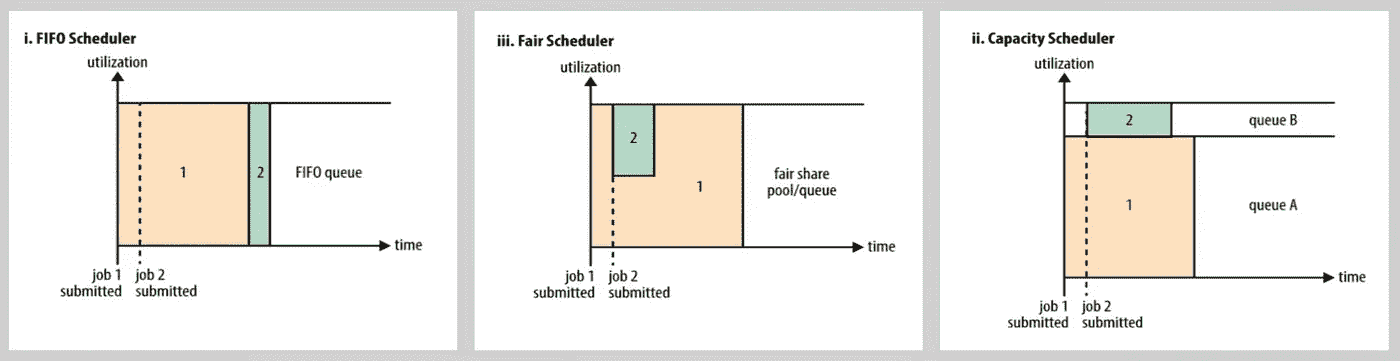 i. FIFO Scheduler
utilization
1
2
FIFO queue
time
job 1
submitted
job 2
submitted
iii. Fair Scheduler
utilization
2
1
fair share
pool/queue
time
job 1
submitted
job 2
submitted
ii. Capacity Scheduler
utilization
2
queue B
1
queue A
time
job 1
submitted
job 2
submitted